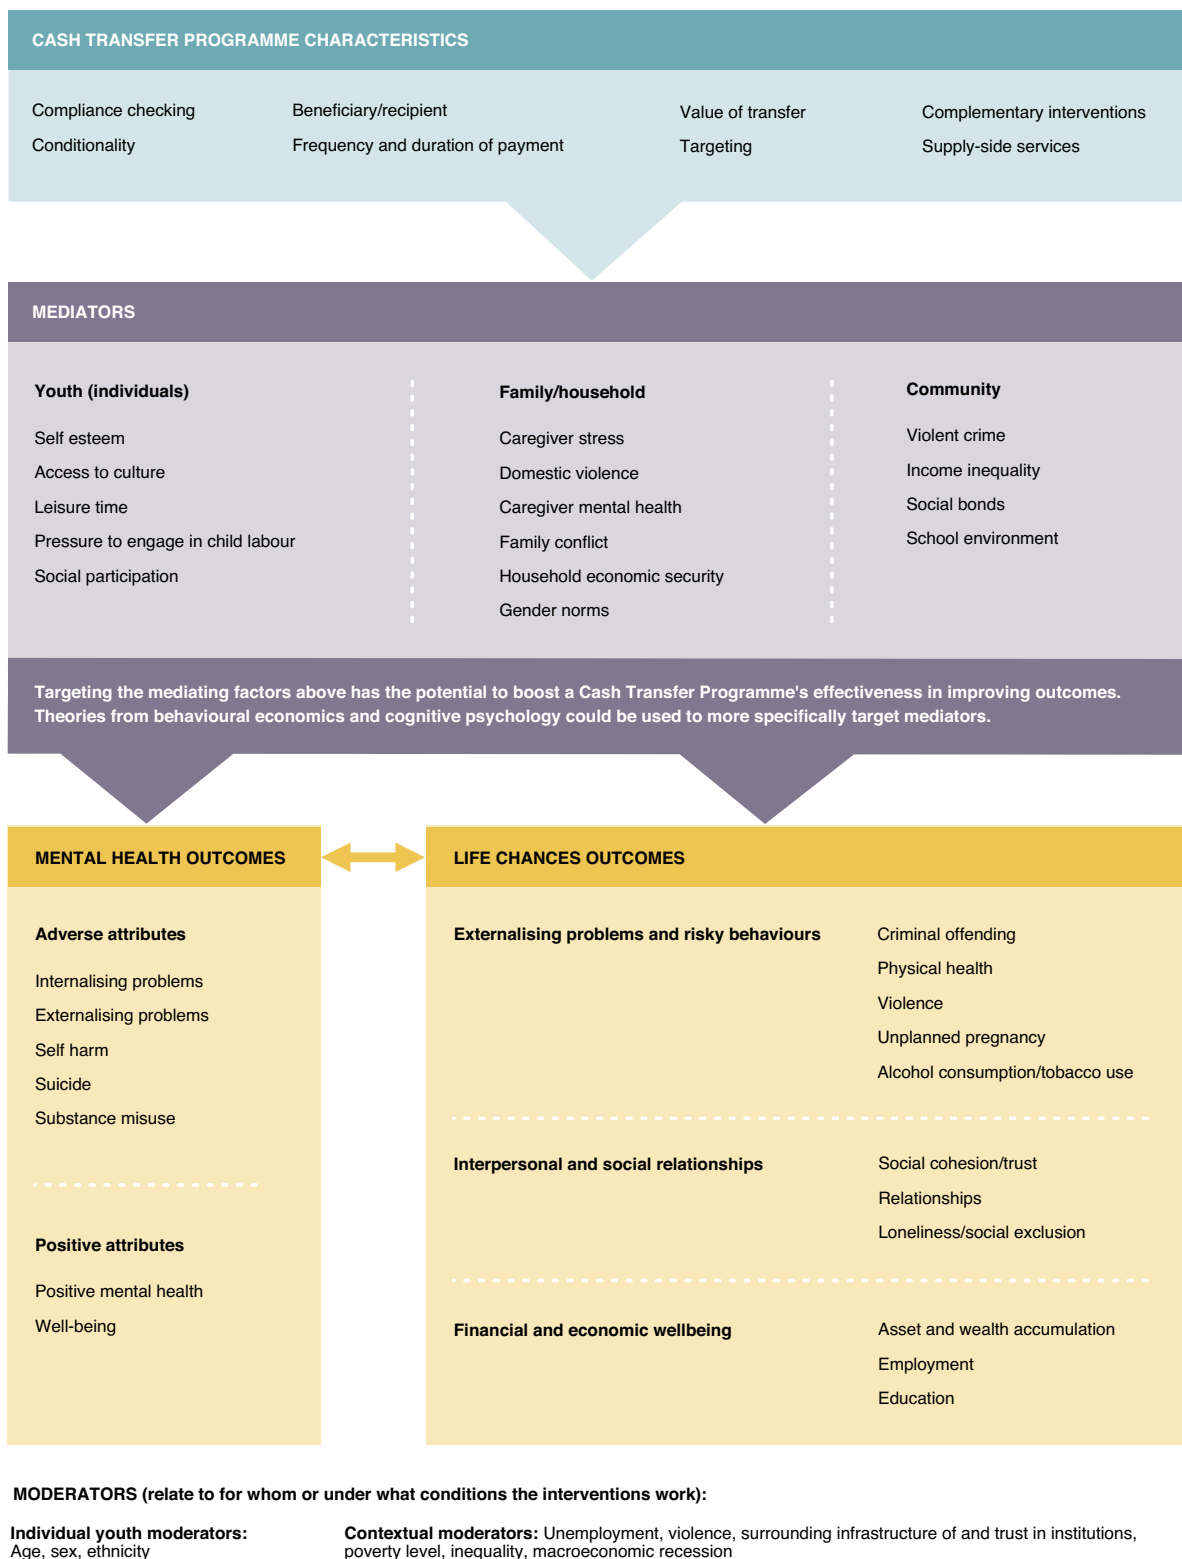 CASH TRANSFER PROGRAMME CHARACTERISTICS
Compliance checking
Conditionality
Beneficiary/recipient
Frequency and duration of payment
Value of transfer
Targeting
Complementary interventions
Supply-side services
MEDIATORS
Youth (individuals)
Self esteem
Access to culture
Leisure time
Pressure to engage in child labour
Social participation
Family/household
Caregiver stress
Domestic violence
Caregiver mental health
Family conflict
Household economic security
Gender norms
Community
Violent crime
Income inequality
Social bonds
School environment
Targeting the mediating factors above has the potential to boost a Cash Transfer Programme's effectiveness in improving outcomes.
Theories from behavioural economics and cognitive psychology could be used to more specifically target mediators.
MENTAL HEALTH OUTCOMES
Adverse attributes
Internalising problems
Externalising problems
Self harm
Suicide
Substance misuse
Positive attributes
Positive mental health
Well-being
LIFE CHANCES OUTCOMES
Externalising problems and risky behaviours
Criminal offending
Physical health
Violence
Unplanned pregnancy
Alcohol consumption/tobacco use
Interpersonal and social relationships
Social cohesion/trust
Relationships
Loneliness/social exclusion
Financial and economic wellbeing
Asset and wealth accumulation
Employment
Education
MODERATORS (relate to for whom or under what conditions the interventions work):
Individual youth moderators:
Age, sex, ethnicity
Contextual moderators: Unemployment, violence, surrounding infrastructure of and trust in institutions,
poverty level, inequality, macroeconomic recession